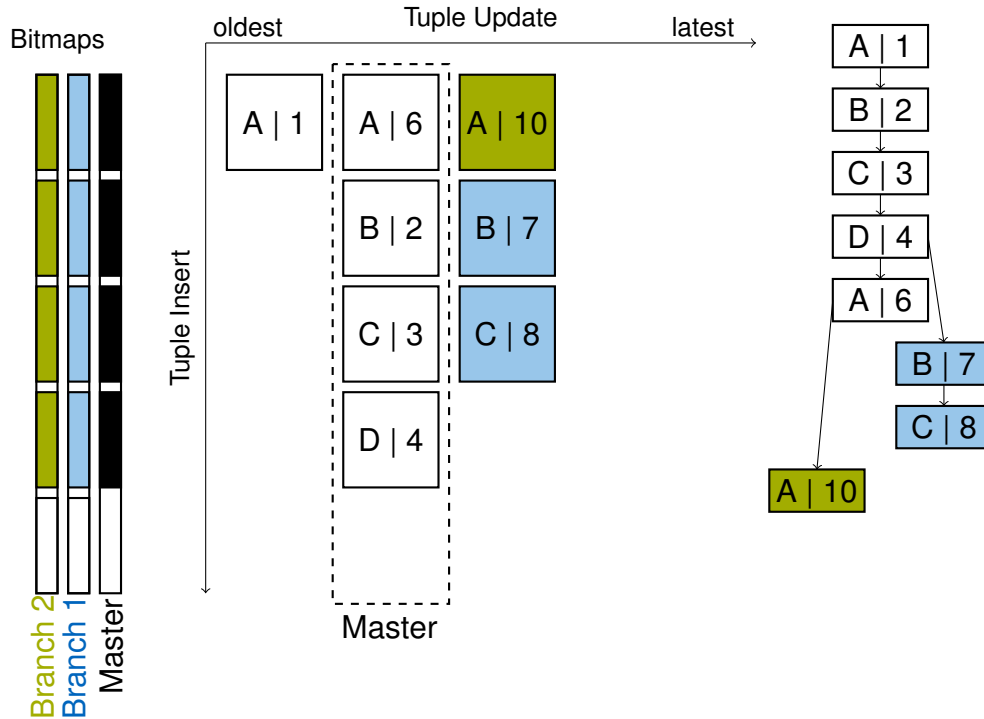 Tuple Update
oldest
latest
Bitmaps
Tuple Insert
A | 1
A | 6
A | 10
B | 2
B | 7
C | 3
C | 8
D | 4
Master
Branch 2
Branch 1
Master
A | 1
B | 2
C | 3
D | 4
A | 6
B | 7
C | 8
A | 10